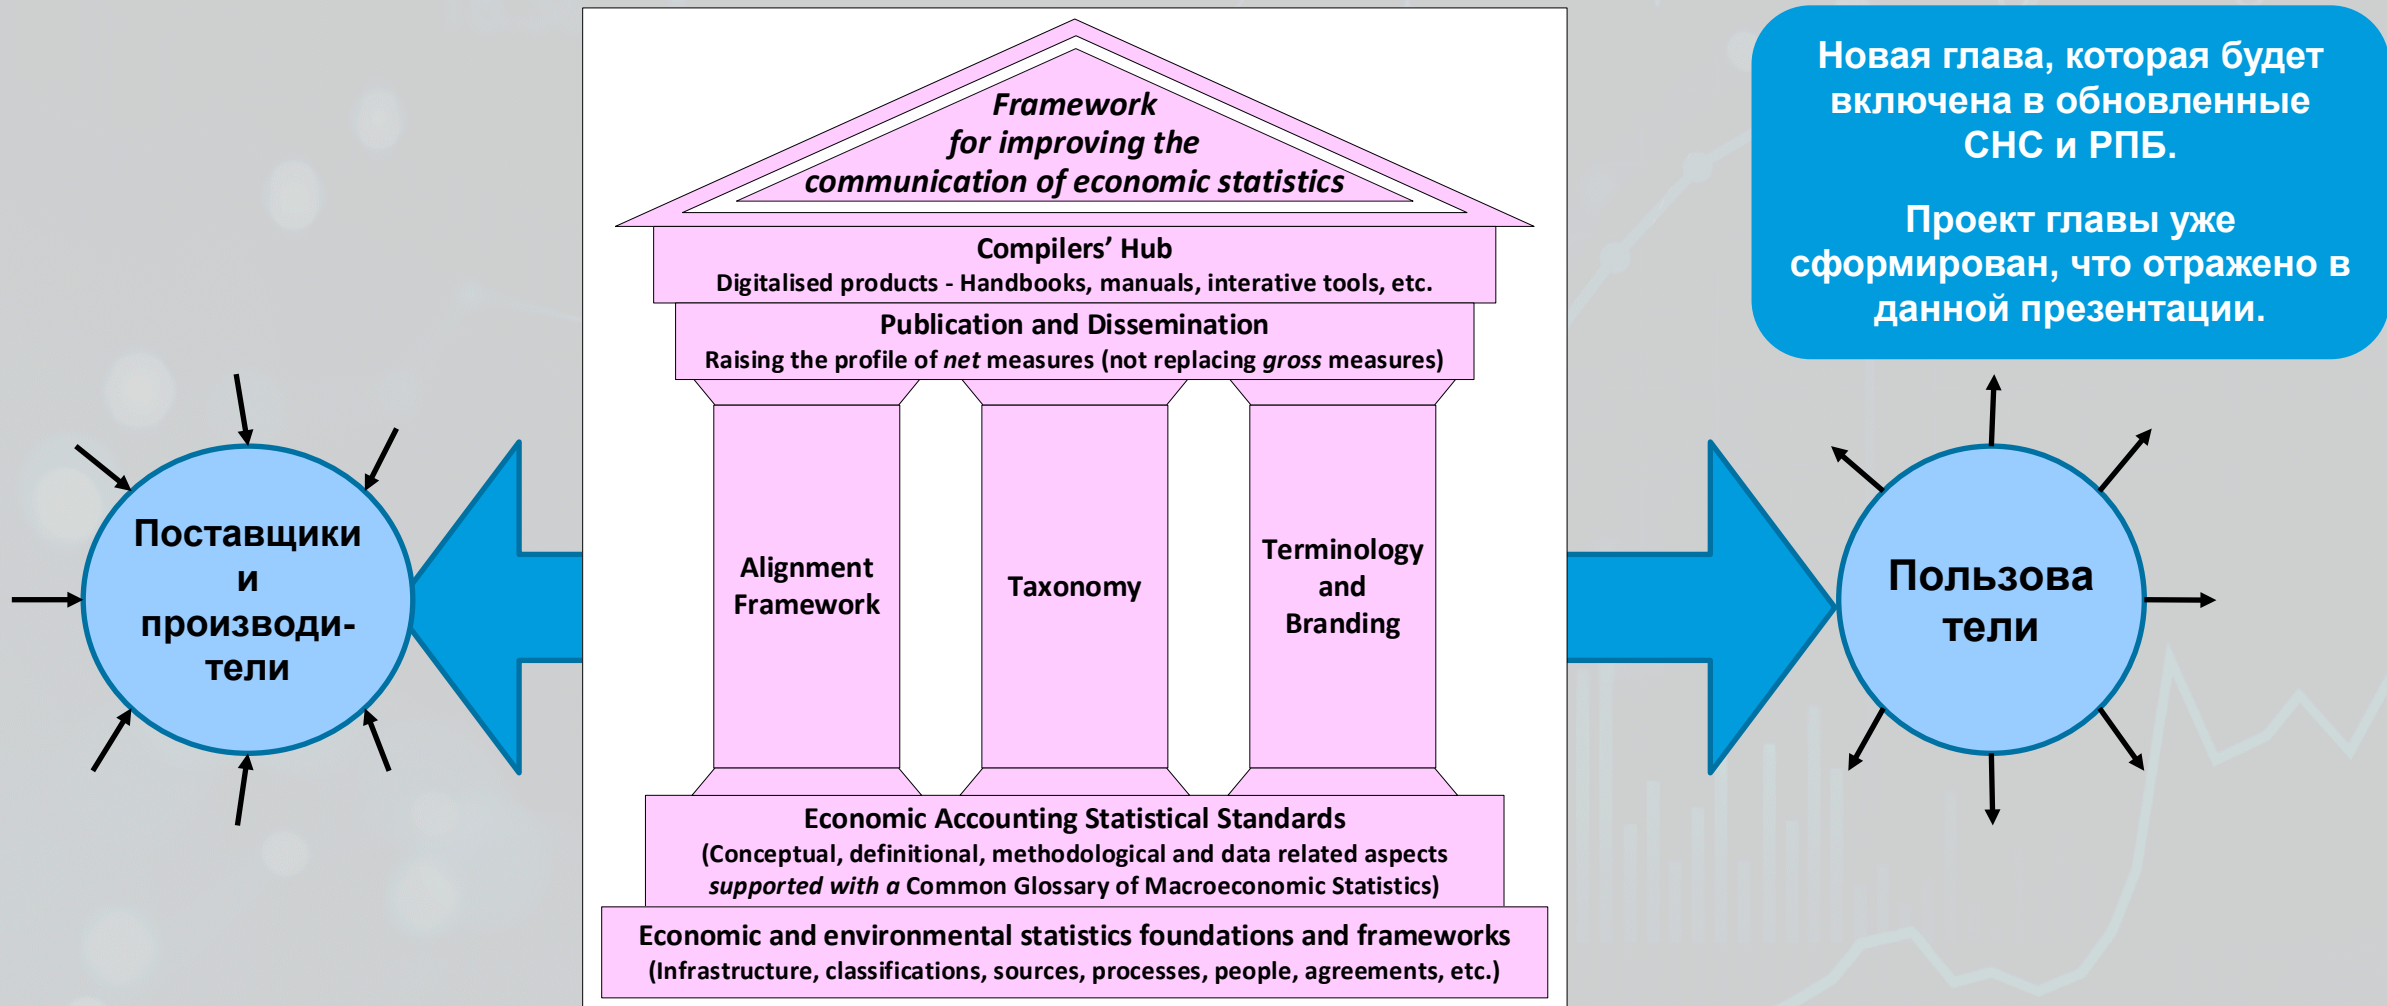 Новая глава, которая будет
включена в обновленные
СНС и РПБ.
Проект главы уже
сформирован, что отражено в
данной презентации.
Framework
for improving the
communication of economic statistics
Compilers’ Hub
Digitalised products - Handbooks, manuals, interative tools, etc.
Publication and Dissemination
Raising the profile of net measures (not replacing gross measures)
Поставщики
и
производи-
тели
Alignment
Framework
Taxonomy
Terminology
and
Branding
Пользова
тели
Economic Accounting Statistical Standards
(Conceptual, definitional, methodological and data related aspects
supported with a Common Glossary of Macroeconomic Statistics)
Economic and environmental statistics foundations and frameworks
(Infrastructure, classifications, sources, processes, people, agreements, etc.)